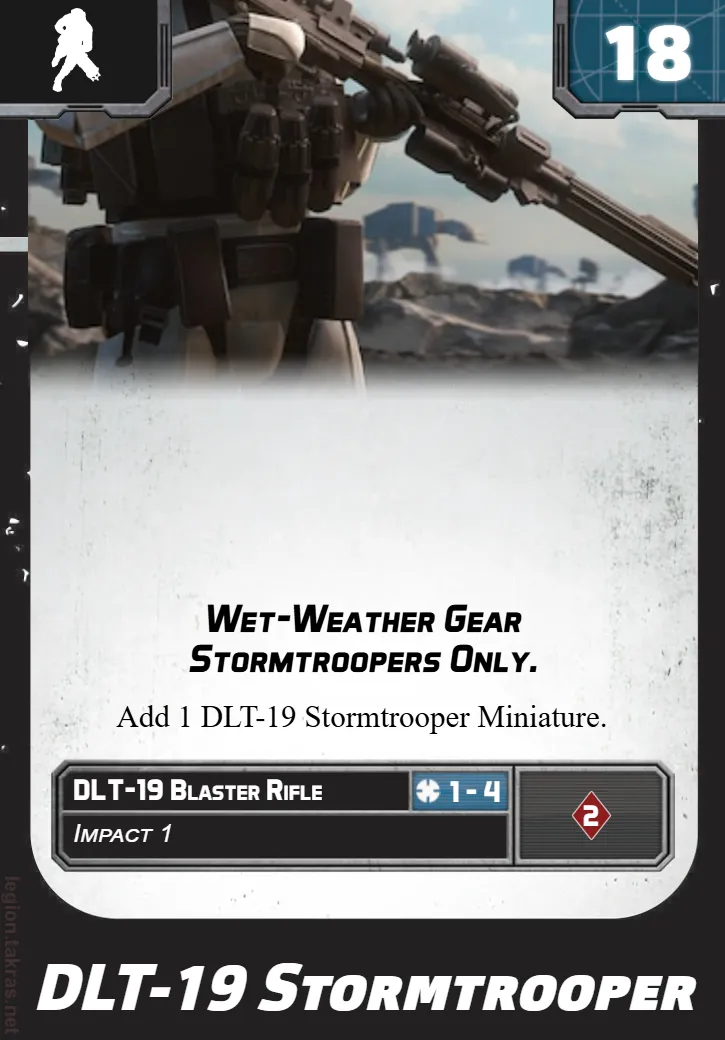 18
Wet-Weather Gear
Stormtroopers Only.
Add 1 DLT-19 Stormtrooper Miniature.
DLT-19 Blaster Rifle
1 - 4
2
Impact 1
DLT-19 Stormtrooper
legion.takras.net